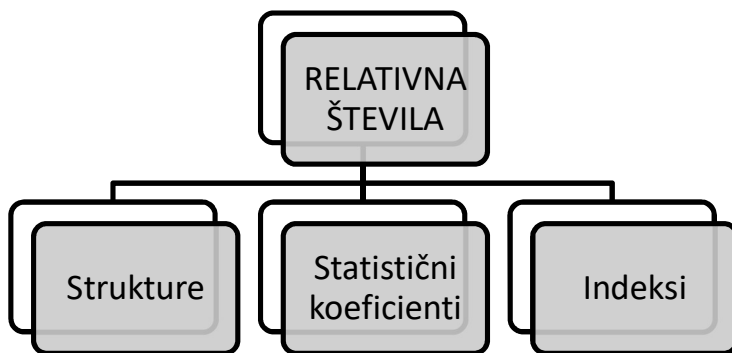 RELATIVNA
ŠTEVILA
Strukture
Statistični
koeficienti
Indeksi